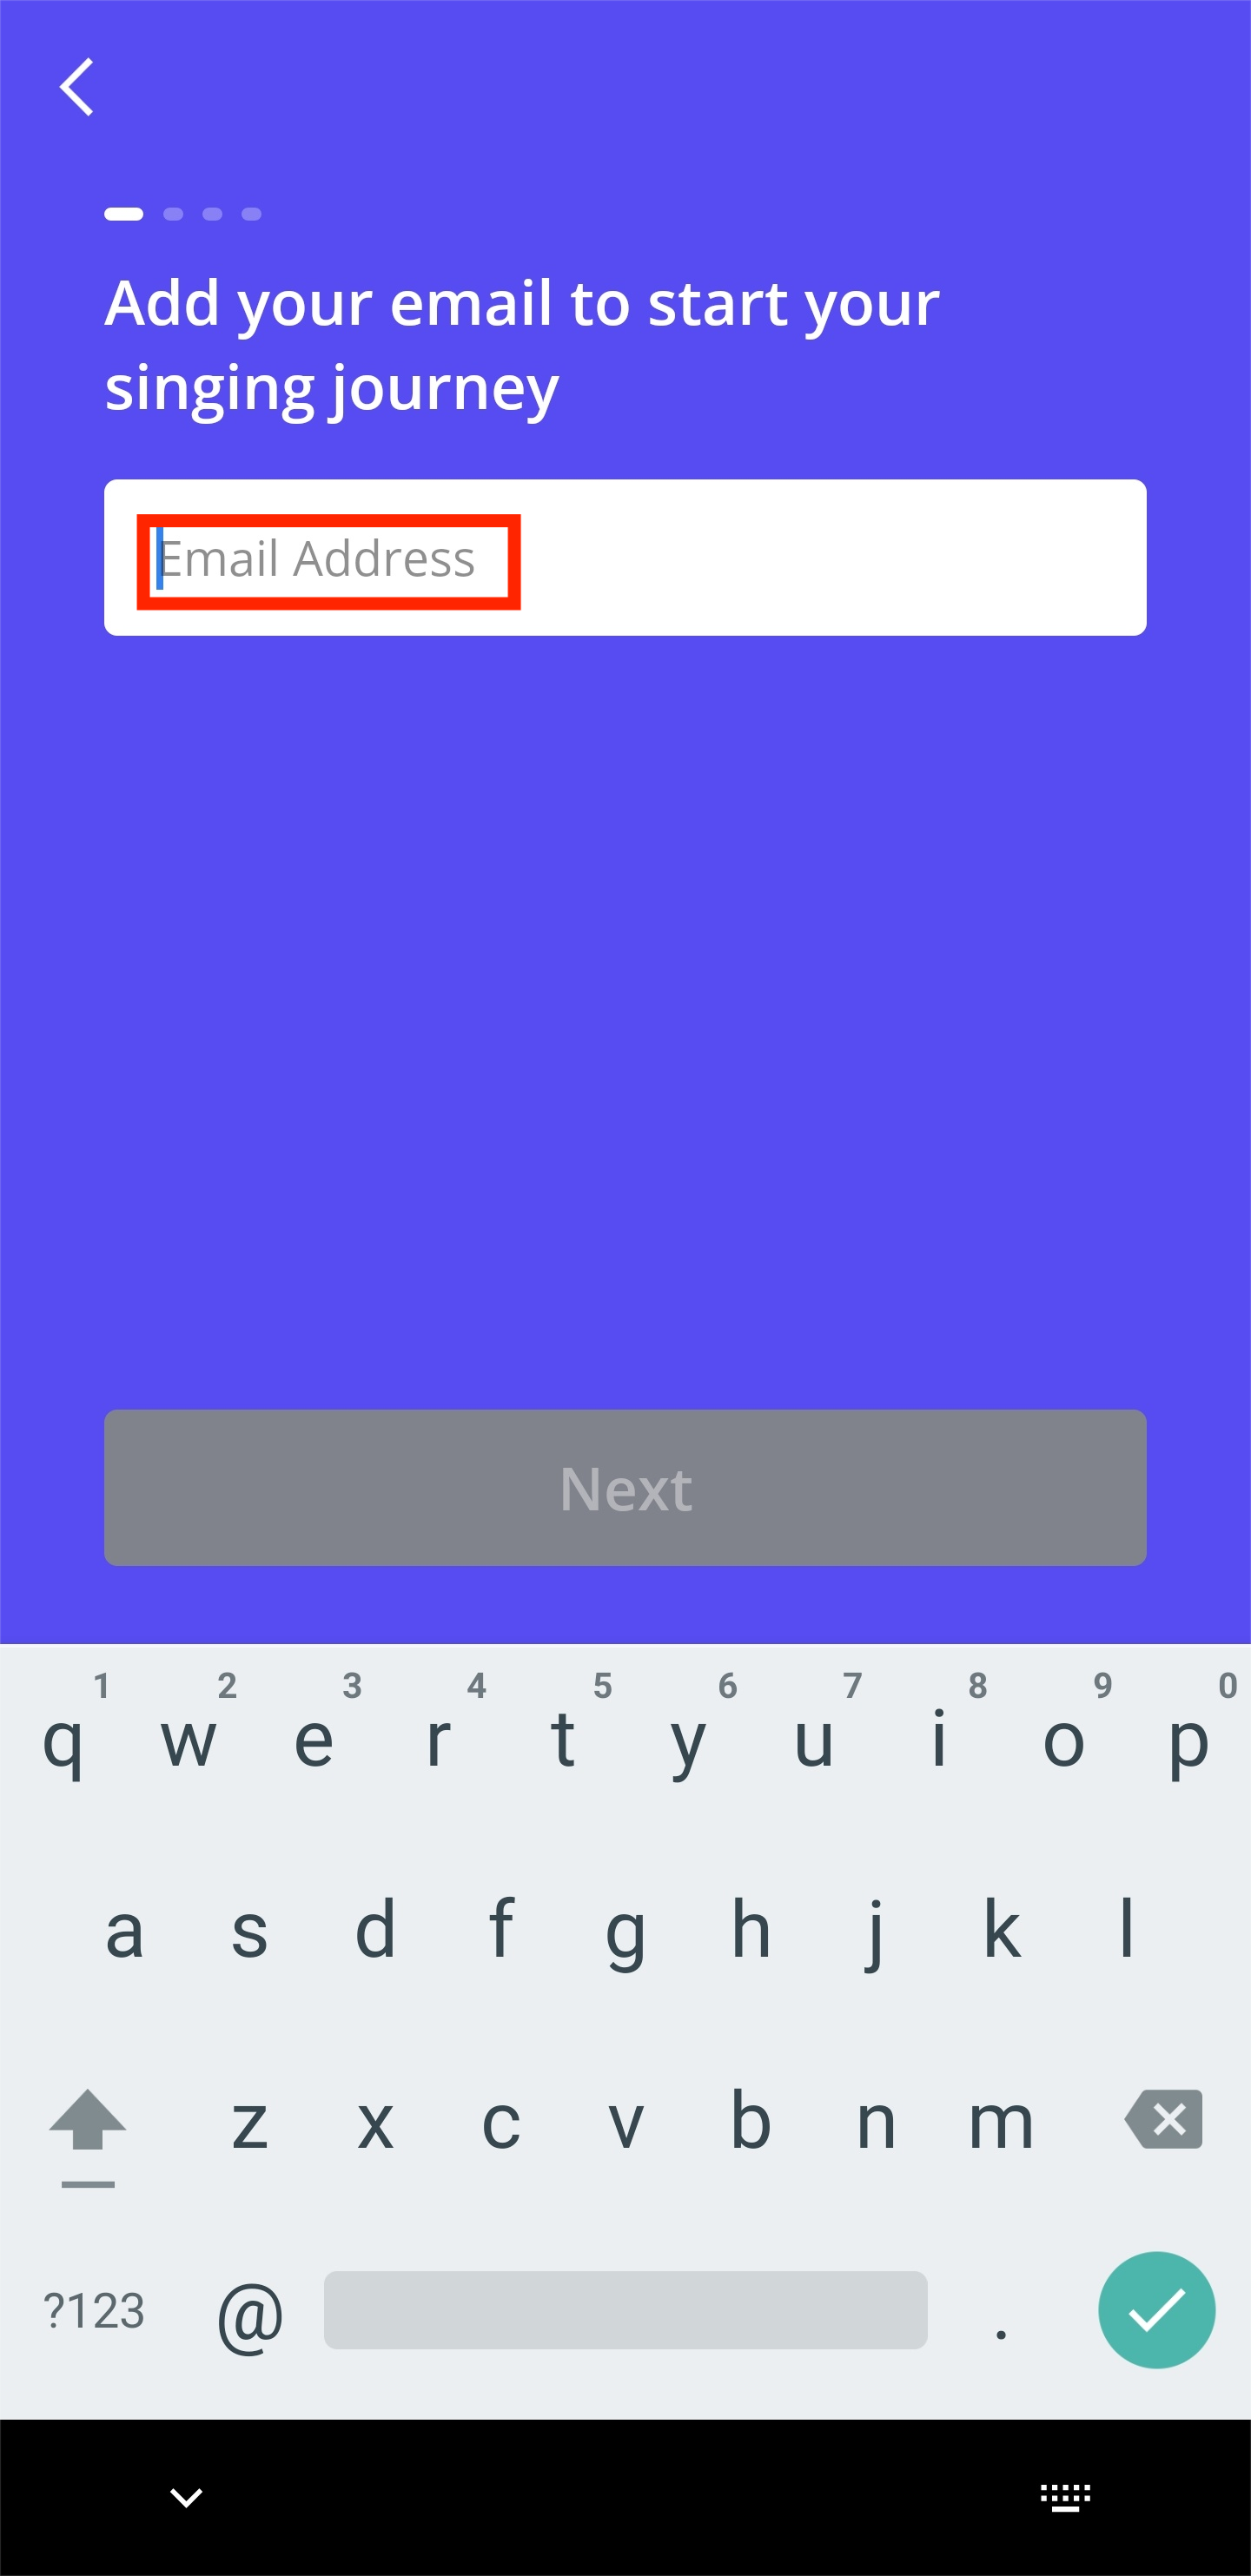 Add your email to start your
singing journey
Email Address
Next
1 2 3 4 5 6 7 8 9 0
q w e r t y u i o p
a s d f g h j k l
z x c v b n m
?123 @ .